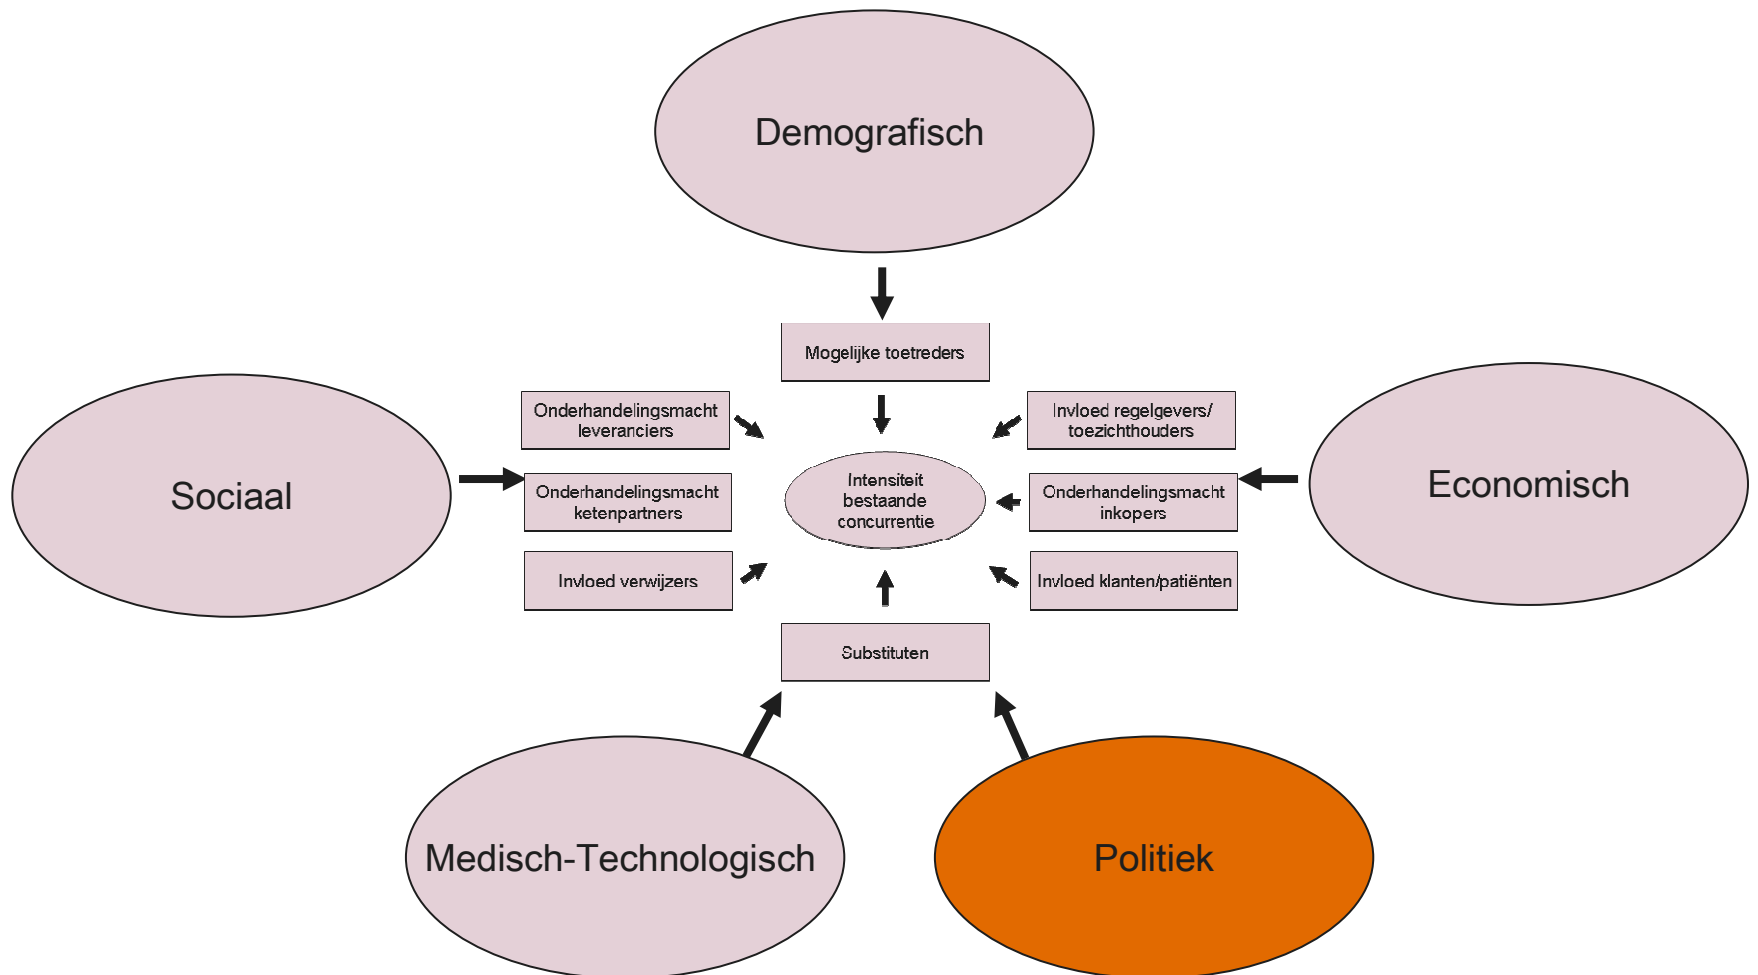 Demografisch
Mogelijke toetreders
Onderhandelingsmacht
leveranciers
Invloed regelgevers/
toezichthouders
Sociaal
Onderhandelingsmacht
ketenpartners
Intensiteit
bestaande
concurrentie
Onderhandelingsmacht
inkopers
Economisch
Invloed verwijzers
Invloed klanten/patiënten
Substituten
Medisch-Technologisch
Politiek